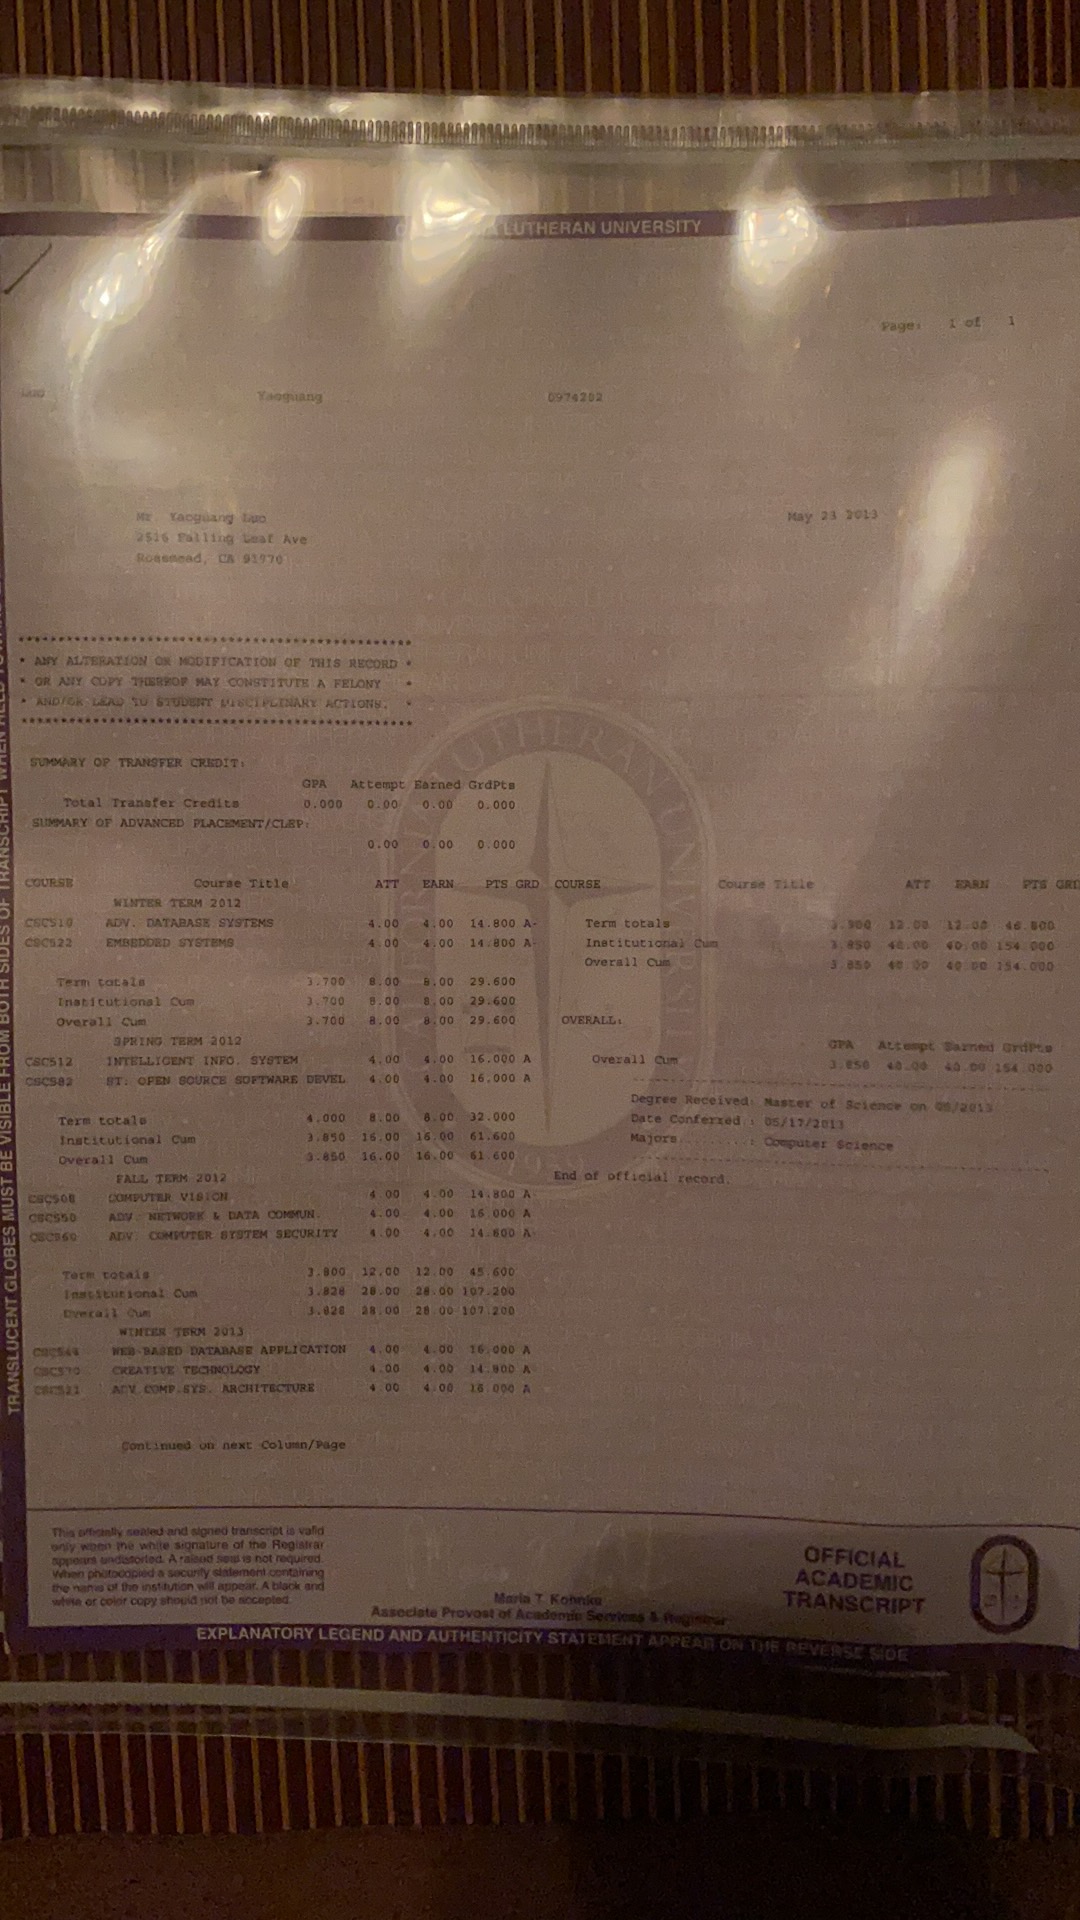 LUTHERAN UNIVERSITY
Page: 1 of 1
Luo Yaoguang 0974202
Mr. Yaoguang Luo May 23 2013
2516 Falling Leaf Ave
Rosemead, CA 91770
* ANY ALTERATION OR MODIFICATION OF THIS RECORD *
* OR ANY COPY THEREOF MAY CONSTITUTE A FELONY *
* AND/OR LEAD TO STUDENT DISCIPLINARY ACTIONS. *
SUMMARY OF TRANSFER CREDIT:
GPA Attempt Earned GrdPts
Total Transfer Credits 0.000 0.00 0.00 0.000
SUMMARY OF ADVANCED PLACEMENT/CLEP:
0.00 0.00 0.000
COURSE Course Title ATT EARN PTS GRD
WINTER TERM 2012
CSC510 ADV. DATABASE SYSTEMS 4.00 4.00 14.800 A-
CSC522 EMBEDDED SYSTEMS 4.00 4.00 14.800 A-
Term totals 3.700 8.00 8.00 29.600
Institutional Cum 3.700 8.00 8.00 29.600
Overall Cum 3.700 8.00 8.00 29.600
SPRING TERM 2012
CSC512 INTELLIGENT INFO. SYSTEM 4.00 4.00 16.000 A
CSC582 ST. OPEN SOURCE SOFTWARE DEVEL 4.00 4.00 16.000 A
Term totals 4.000 8.00 8.00 32.000
Institutional Cum 3.850 16.00 16.00 61.600
Overall Cum 3.850 16.00 16.00 61.600
FALL TERM 2012
CSC508 COMPUTER VISION 4.00 4.00 14.800 A-
CSC550 ADV. NETWORK & DATA COMMUN. 4.00 4.00 16.000 A
CSC560 ADV. COMPUTER SYSTEM SECURITY 4.00 4.00 14.800 A-
Term totals 3.800 12.00 12.00 45.600
Institutional Cum 3.828 28.00 28.00 107.200
Overall Cum 3.828 28.00 28.00 107.200
WINTER TERM 2013
CSC544 WEB-BASED DATABASE APPLICATION 4.00 4.00 16.000 A
CSC570 CREATIVE TECHNOLOGY 4.00 4.00 14.800 A-
CSC521 ADV.COMP.SYS. ARCHITECTURE 4.00 4.00 16.000 A
Continued on next Column/Page
COURSE Course Title ATT EARN PTS GRD
Term totals 3.900 12.00 12.00 46.800
Institutional Cum 3.850 40.00 40.00 154.000
Overall Cum 3.850 40.00 40.00 154.000
OVERALL:
GPA Attempt Earned GrdPts
Overall Cum 3.850 40.00 40.00 154.000
Degree Received: Master of Science on 05/2013
Date Conferred.: 05/17/2013
Majors.........: Computer Science
End of official record.
This officially sealed and signed transcript is valid
only when the white signature of the Registrar
appears undistorted. A raised seal is not required.
When photocopied a security statement containing
the name of the institution will appear. A black and
white or color copy should not be accepted.
Maria T. Kohnke
Associate Provost of Academic Services & Registrar
OFFICIAL
ACADEMIC
TRANSCRIPT
EXPLANATORY LEGEND AND AUTHENTICITY STATEMENT APPEAR ON THE REVERSE SIDE
TRANSLUCENT GLOBES MUST BE VISIBLE FROM BOTH SIDES OF TRANSCRIPT WHEN HELD
CALIFORNIA LUTHERAN UNIVERSITY